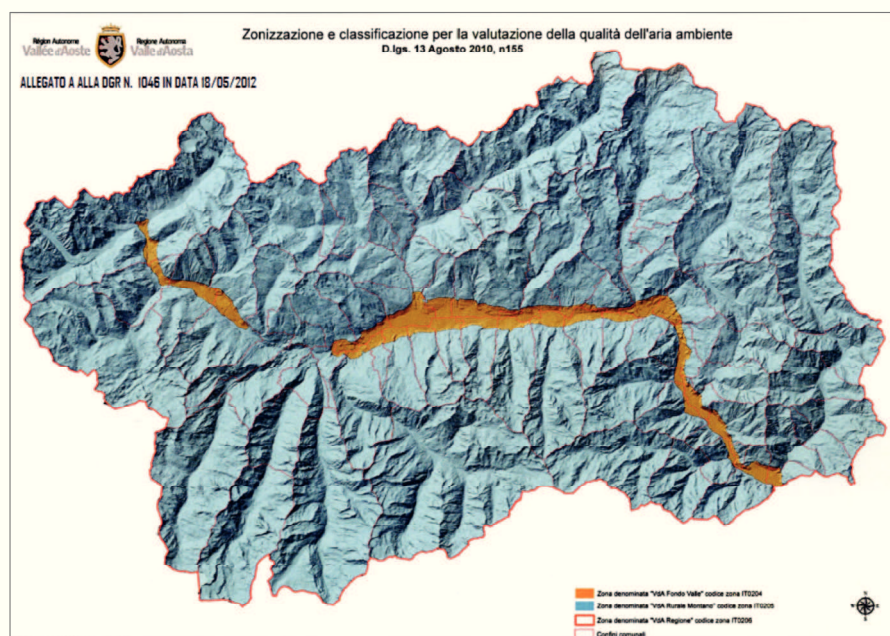 Zonizzazione e classificazione per la valutazione della qualità dell'aria ambiente
D.lgs. 13 Agosto 2010, n155
Région Autonome
Vallée d'Aoste
Regione Autonoma
Valle d'Aosta
ALLEGATO A ALLA DGR N. 1046 IN DATA 18/05/2012
Zona denominata "VdA Fondo Valle" codice zona IT0204
Zona denominata "VdA Rurale Montano" codice zona IT0205
Zona denominata "VdA Regione" codice zona IT0206
Confini comunali